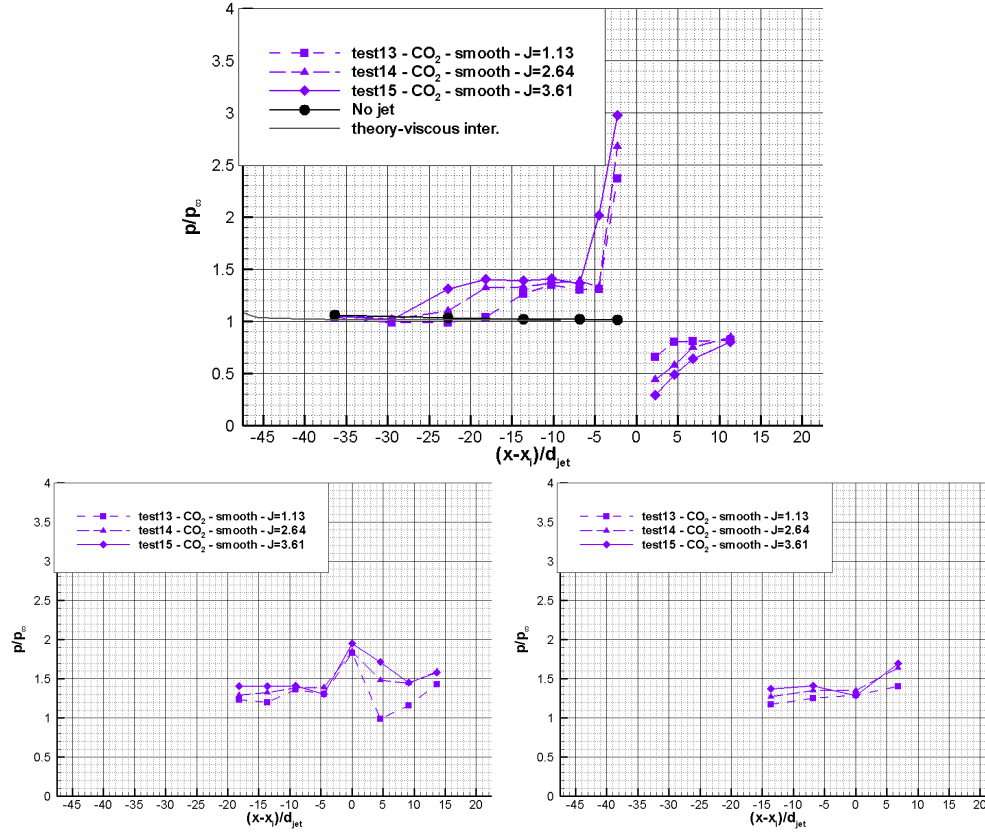 4
3.5
3
2.5
2
1.5
1
0.5
0
p/p∞
test13 - CO₂ - smooth - J=1.13
test14 - CO₂ - smooth - J=2.64
test15 - CO₂ - smooth - J=3.61
No jet
theory-viscous inter.
-45 -40 -35 -30 -25 -20 -15 -10 -5 0 5 10 15 20
(x-xⱼ)/d_jet
4
3.5
3
2.5
2
1.5
1
0.5
0
p/p∞
test13 - CO₂ - smooth - J=1.13
test14 - CO₂ - smooth - J=2.64
test15 - CO₂ - smooth - J=3.61
-45 -40 -35 -30 -25 -20 -15 -10 -5 0 5 10 15 20
(x-xⱼ)/d_jet
4
3.5
3
2.5
2
1.5
1
0.5
0
p/p∞
test13 - CO₂ - smooth - J=1.13
test14 - CO₂ - smooth - J=2.64
test15 - CO₂ - smooth - J=3.61
-45 -40 -35 -30 -25 -20 -15 -10 -5 0 5 10 15 20
(x-xⱼ)/d_jet